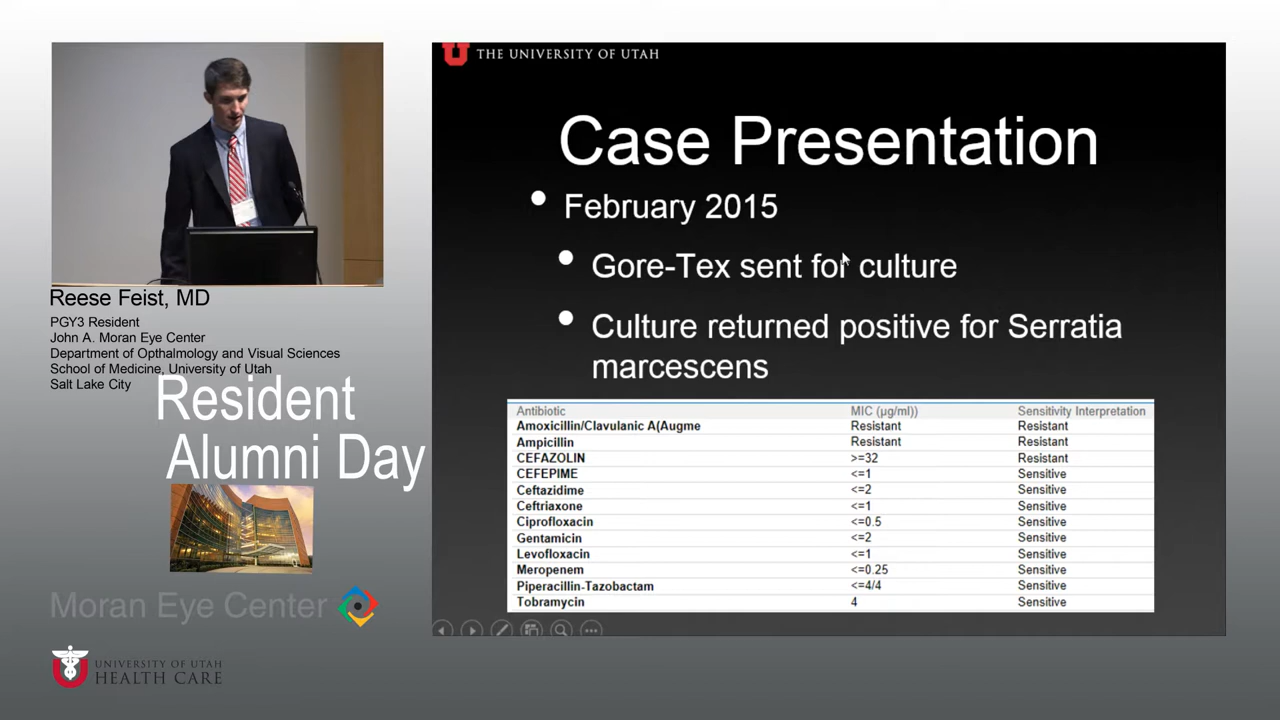 Reese Feist, MD
PGY3 Resident
John A. Moran Eye Center
Department of Opthalmology and Visual Sciences
School of Medicine, University of Utah
Salt Lake City
Resident
Alumni Day
Moran Eye Center
UNIVERSITY OF UTAH
HEALTH CARE
THE UNIVERSITY OF UTAH
Case Presentation
• February 2015
• Gore-Tex sent for culture
• Culture returned positive for Serratia
marcescens
Antibiotic MIC (µg/ml)) Sensitivity Interpretation
Amoxicillin/Clavulanic A(Augme Resistant Resistant
Ampicillin Resistant Resistant
CEFAZOLIN >=32 Resistant
CEFEPIME <=1 Sensitive
Ceftazidime <=2 Sensitive
Ceftriaxone <=1 Sensitive
Ciprofloxacin <=0.5 Sensitive
Gentamicin <=2 Sensitive
Levofloxacin <=1 Sensitive
Meropenem <=0.25 Sensitive
Piperacillin-Tazobactam <=4/4 Sensitive
Tobramycin 4 Sensitive